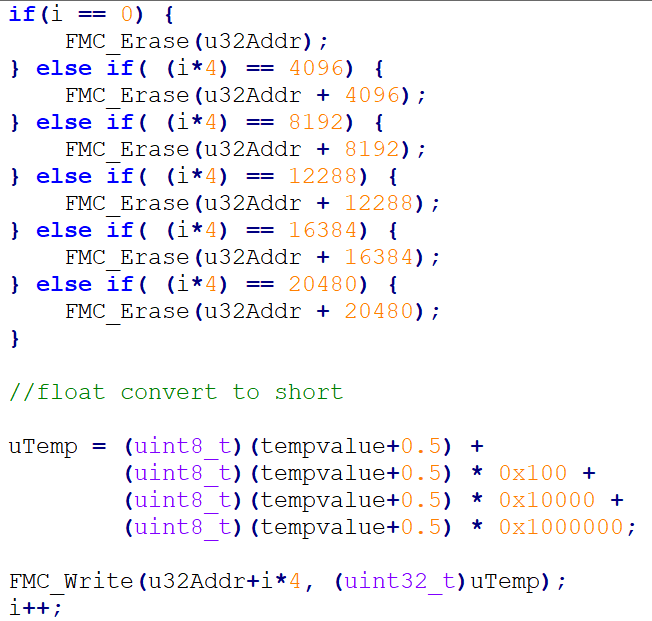 if(i == 0) {
    FMC_Erase(u32Addr);
} else if( (i*4) == 4096) {
    FMC_Erase(u32Addr + 4096);
} else if( (i*4) == 8192) {
    FMC_Erase(u32Addr + 8192);
} else if( (i*4) == 12288) {
    FMC_Erase(u32Addr + 12288);
} else if( (i*4) == 16384) {
    FMC_Erase(u32Addr + 16384);
} else if( (i*4) == 20480) {
    FMC_Erase(u32Addr + 20480);
}
//float convert to short
uTemp = (uint8_t)(tempvalue+0.5) +
        (uint8_t)(tempvalue+0.5) * 0x100 +
        (uint8_t)(tempvalue+0.5) * 0x10000 +
        (uint8_t)(tempvalue+0.5) * 0x1000000;
FMC_Write(u32Addr+i*4, (uint32_t)uTemp);
i++;